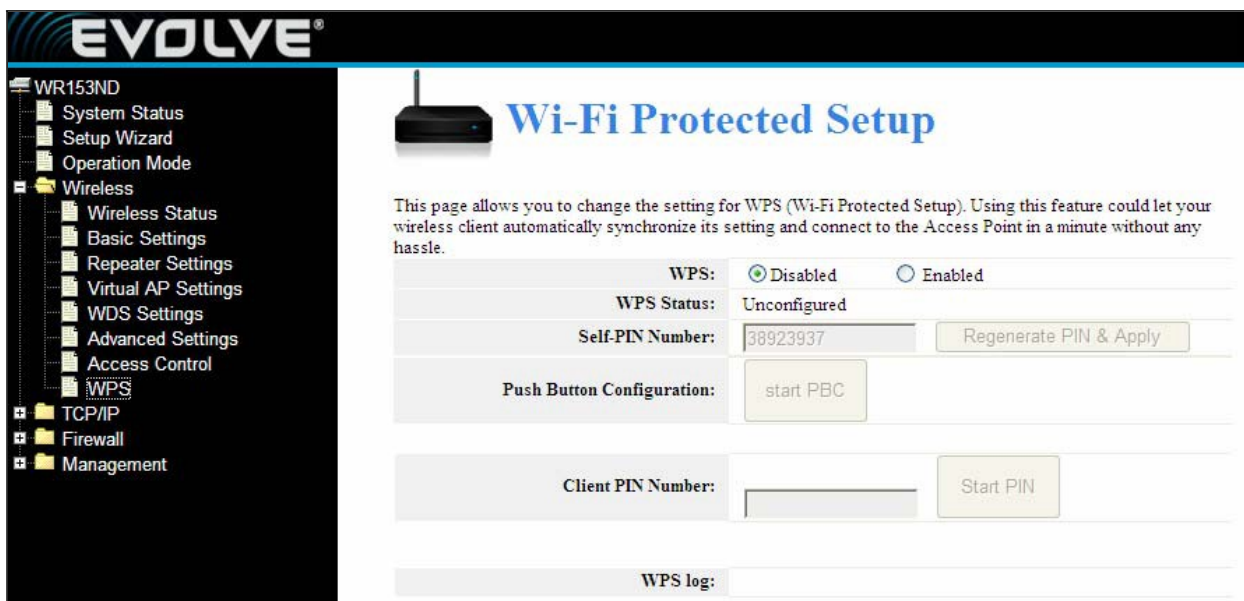 EVOLVE®
WR153ND
System Status
Setup Wizard
Operation Mode
Wireless
Wireless Status
Basic Settings
Repeater Settings
Virtual AP Settings
WDS Settings
Advanced Settings
Access Control
WPS
TCP/IP
Firewall
Management
Wi-Fi Protected Setup
This page allows you to change the setting for WPS (Wi-Fi Protected Setup). Using this feature could let your
wireless client automatically synchronize its setting and connect to the Access Point in a minute without any
hassle.
WPS: Disabled Enabled
WPS Status: Unconfigured
Self-PIN Number: 38923937 Regenerate PIN & Apply
Push Button Configuration: start PBC
Client PIN Number: Start PIN
WPS log: